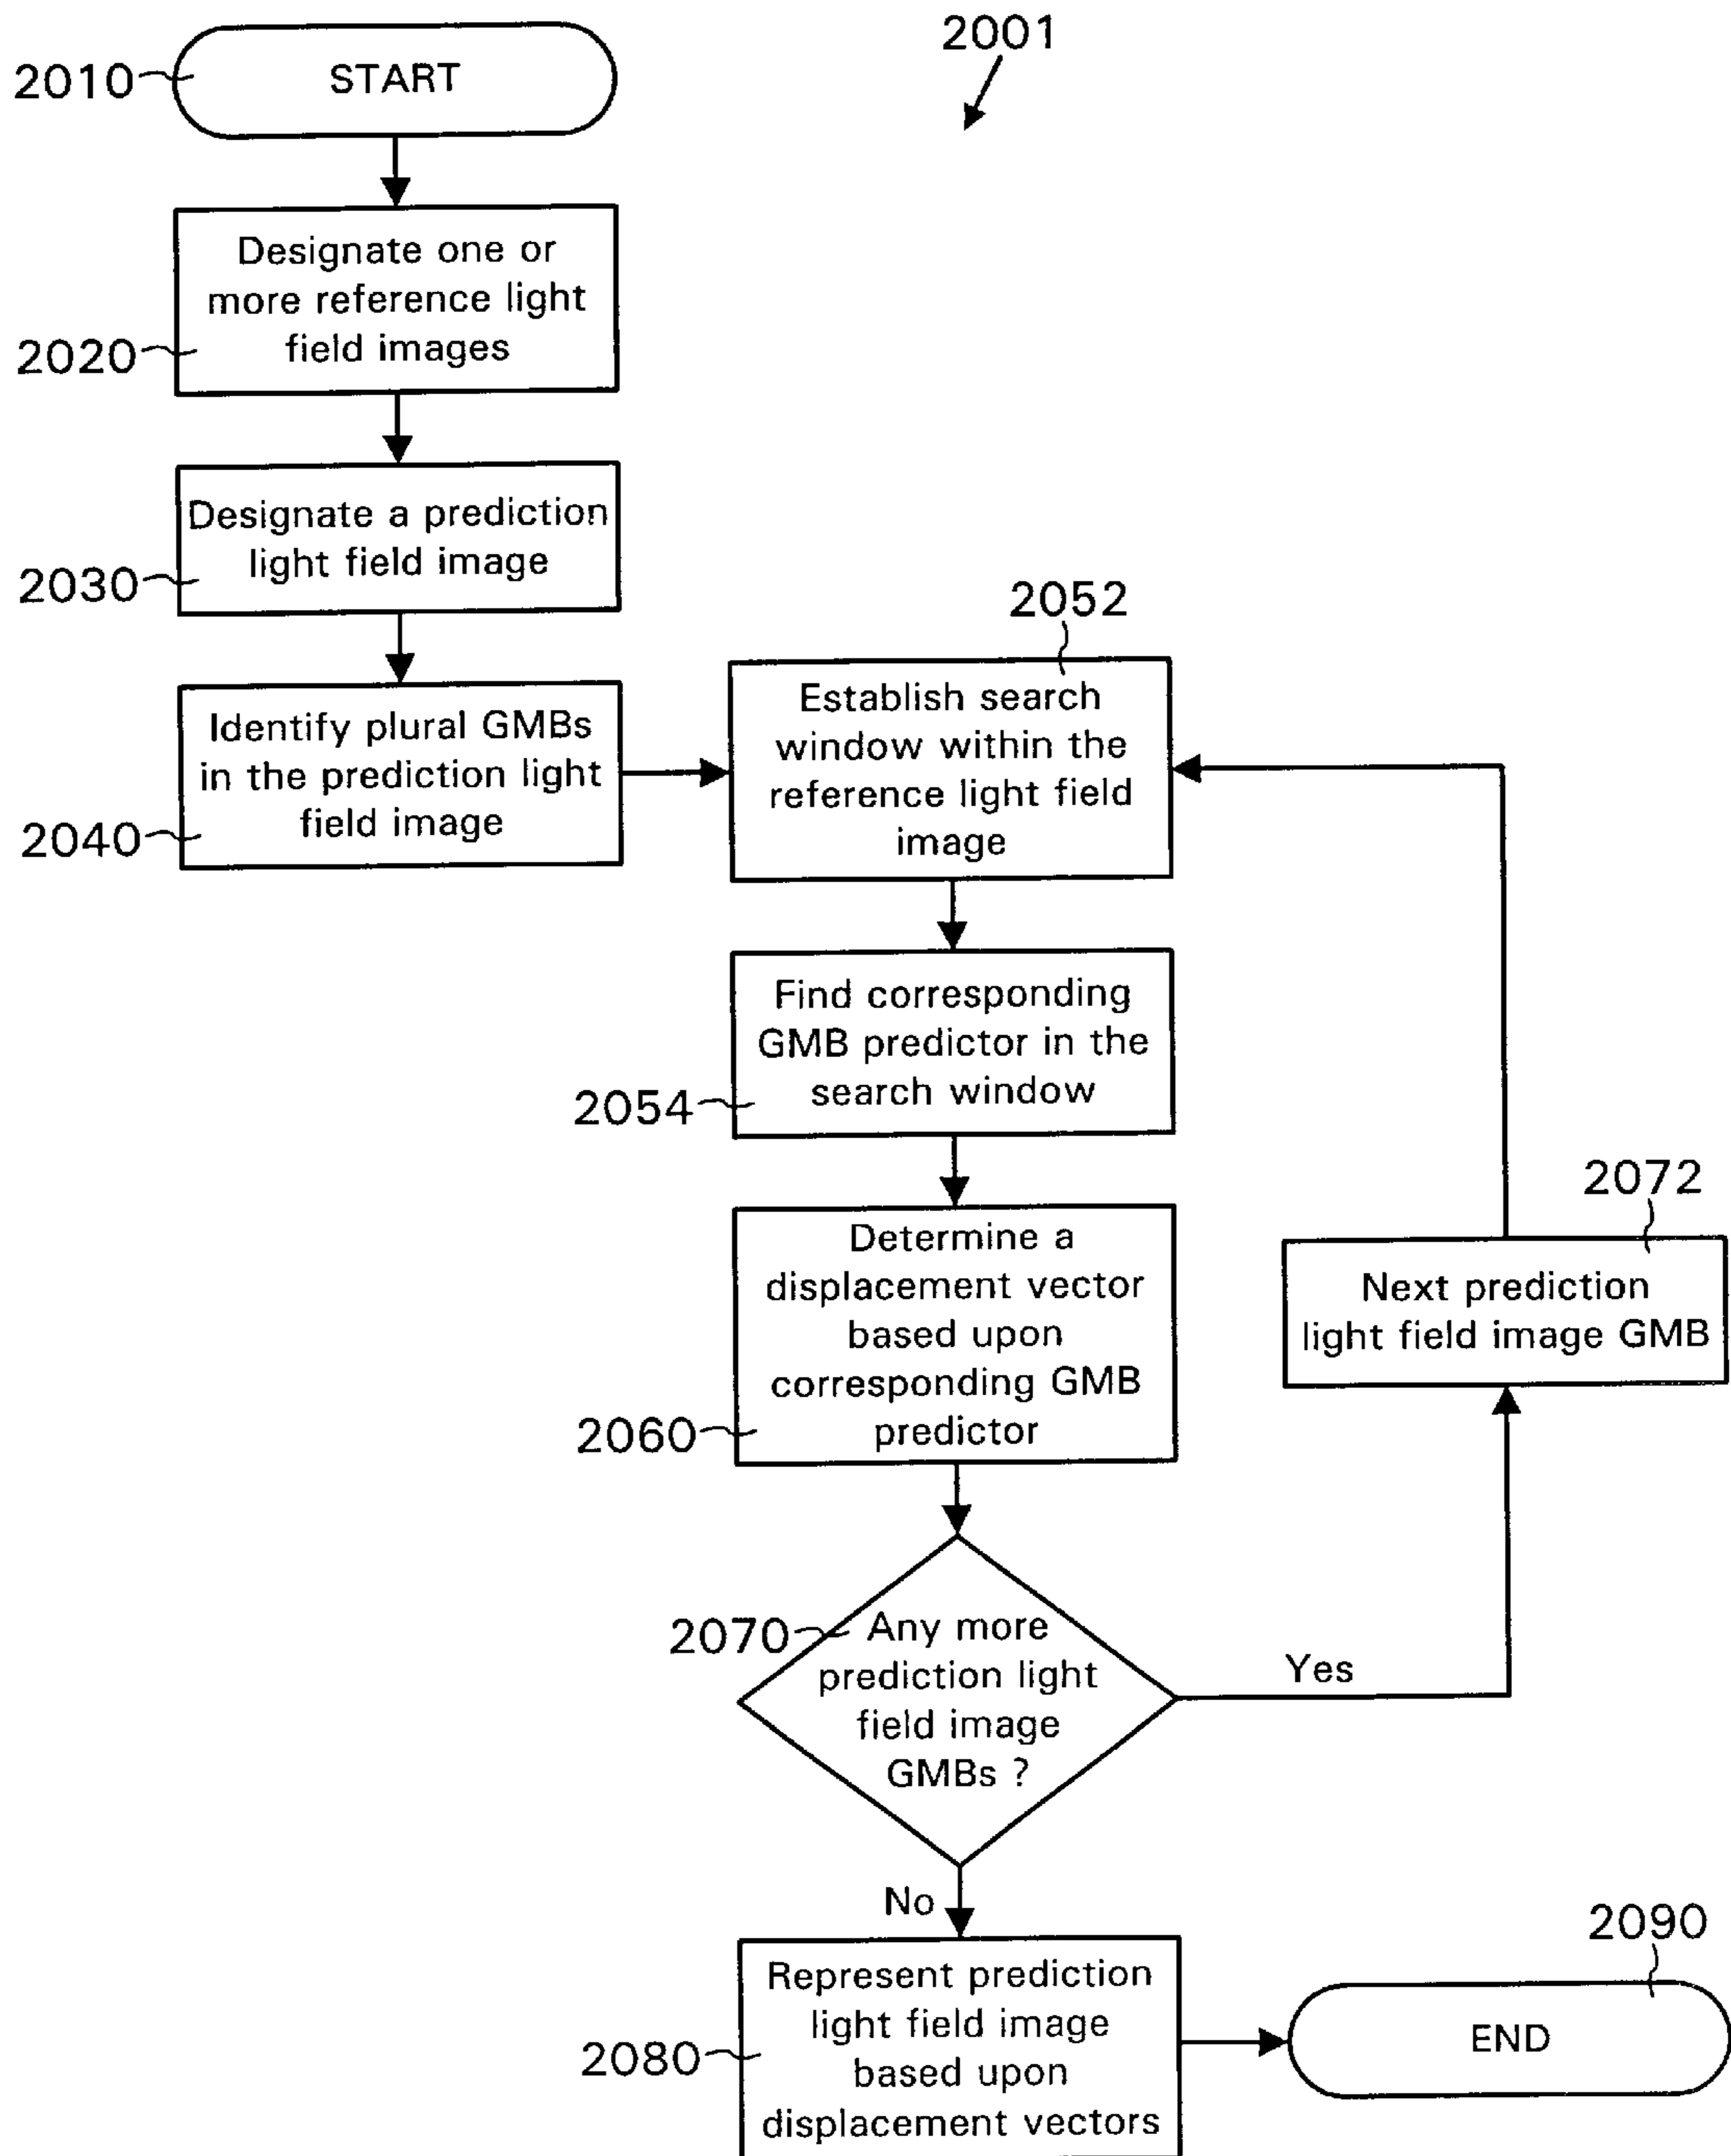 2001
2010
START
Designate one or
more reference light
field images
2020
Designate a prediction
light field image
2030
Identify plural GMBs
in the prediction light
field image
2040
2052
Establish search
window within the
reference light field
image
Find corresponding
GMB predictor in the
search window
2054
Determine a
displacement vector
based upon
corresponding GMB
predictor
2060
2072
Next prediction
light field image GMB
2070
Any more
prediction light
field image
GMBs ?
Yes
No
Represent prediction
light field image
based upon
displacement vectors
2080
2090
END